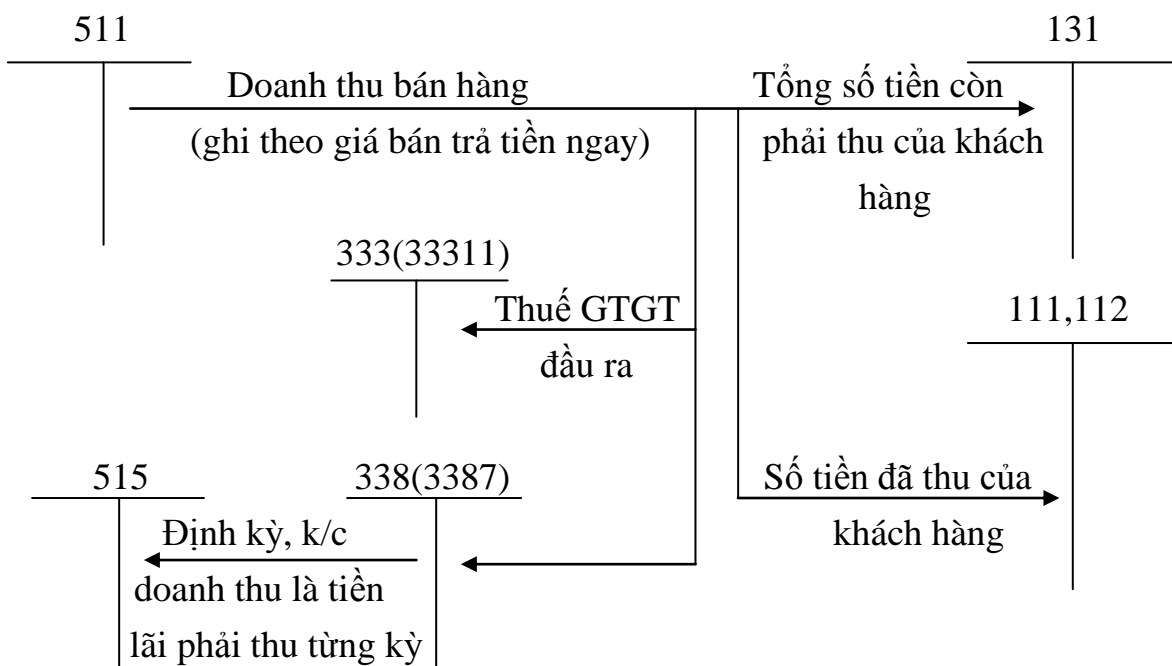 511
131
Doanh thu bán hàng
(ghi theo giá bán trả tiền ngay)
Tổng số tiền còn
phải thu của khách
hàng
333(33311)
Thuế GTGT
đầu ra
111,112
515
338(3387)
Số tiền đã thu của
khách hàng
Định kỳ, k/c
doanh thu là tiền
lãi phải thu từng kỳ